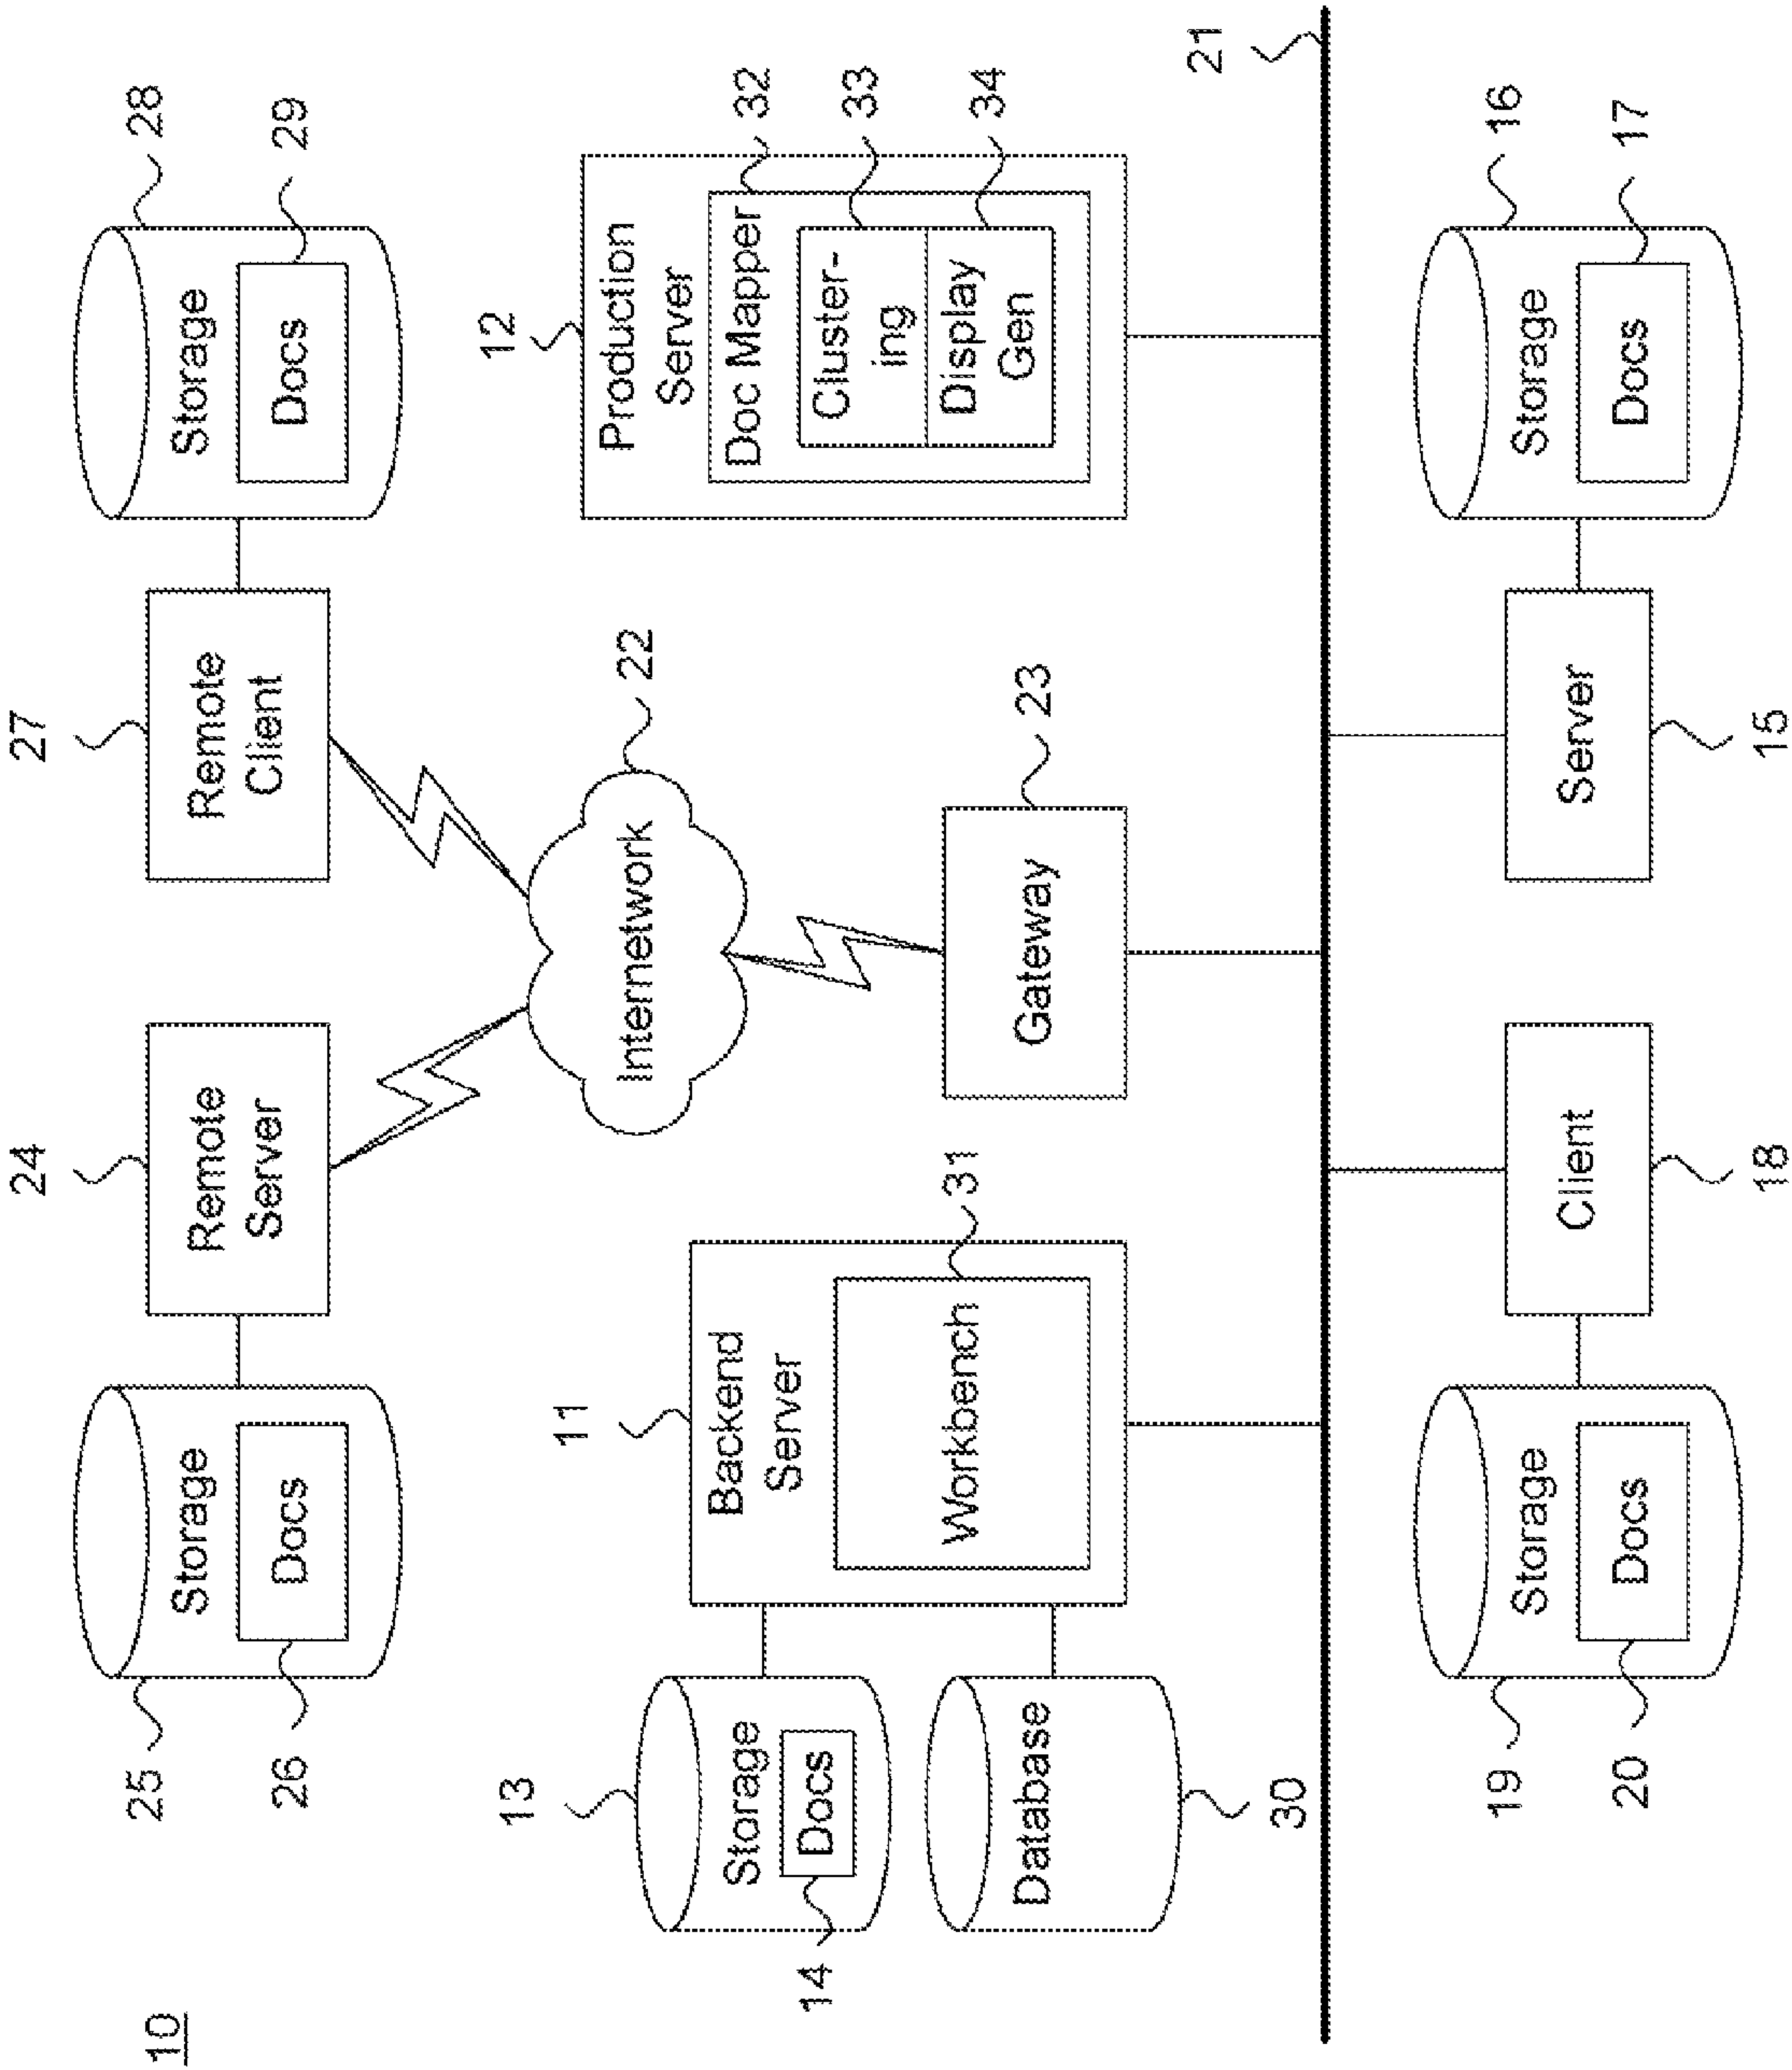 10
25
24
27
28
Storage
Remote
Server
Remote
Client
Storage
Docs
Docs
26
29
13
11
22
12
Storage
Docs
14
Backend
Server
Internetwork
Production
Server
Doc Mapper
32
Workbench
31
Cluster-
ing
33
Display
Gen
34
Database
30
Gateway
23
21
19
Storage
Docs
20
Client
18
Server
15
Storage
16
Docs
17